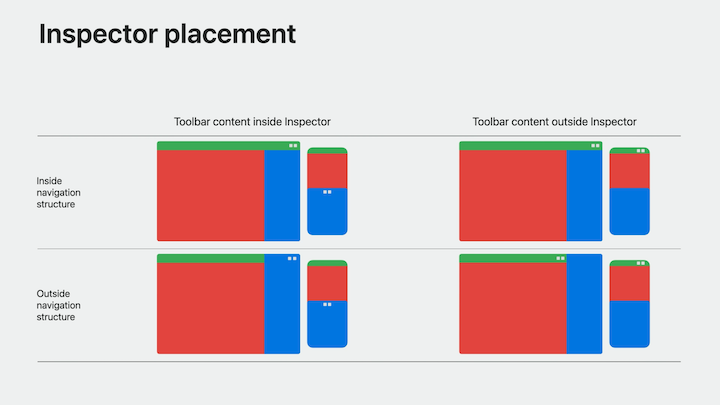 Inspector placement
Toolbar content inside Inspector
Toolbar content outside Inspector
Inside
navigation
structure
Outside
navigation
structure